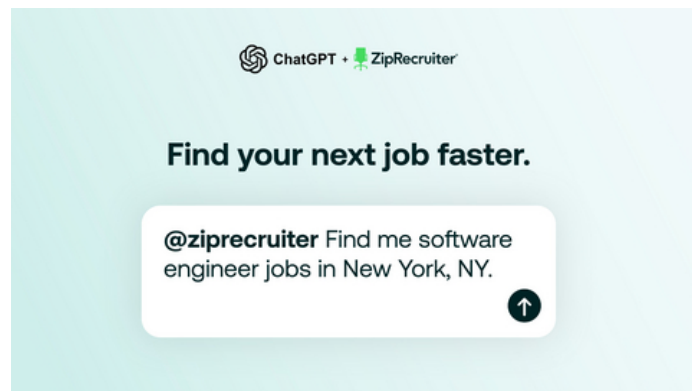 ChatGPT + ZipRecruiter
Find your next job faster.
@ziprecruiter Find me software
engineer jobs in New York, NY.